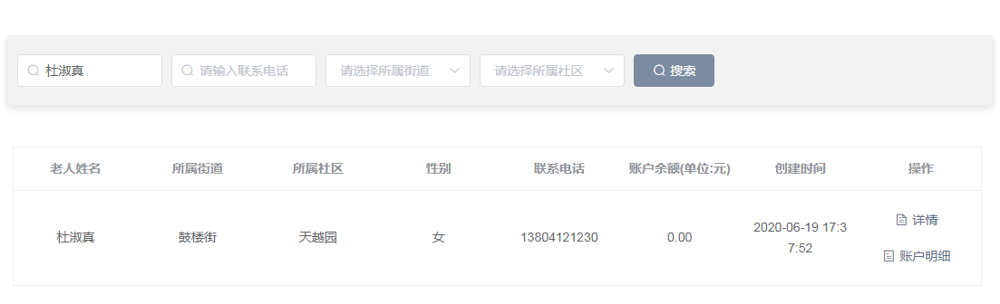 杜淑真 请输入联系电话 请选择所属街道 请选择所属社区 搜索
老人姓名 所属街道 所属社区 性别 联系电话 账户余额(单位:元) 创建时间 操作
杜淑真 鼓楼街 天越园 女 13804121230 0.00 2020-06-19 17:3
7:52
详情
账户明细